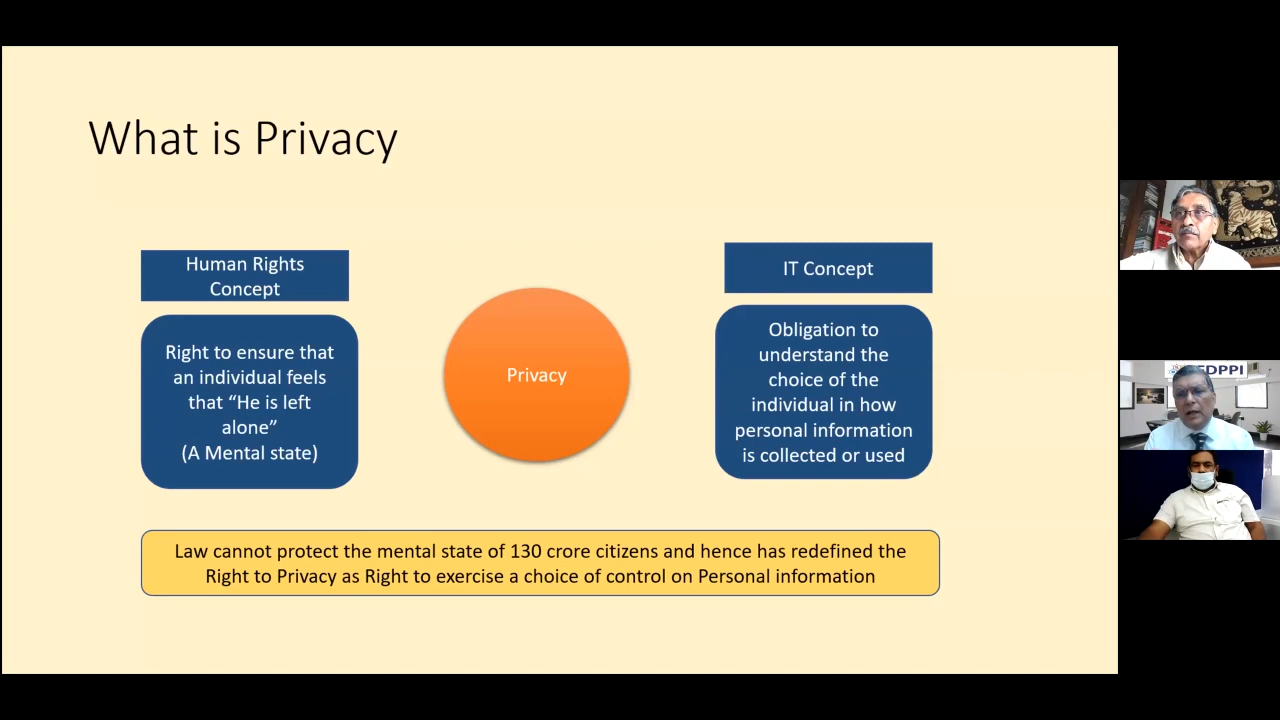 What is Privacy
Human Rights
Concept
Right to ensure that
an individual feels
that “He is left
alone”
(A Mental state)
Privacy
IT Concept
Obligation to
understand the
choice of the
individual in how
personal information
is collected or used
Law cannot protect the mental state of 130 crore citizens and hence has redefined the
Right to Privacy as Right to exercise a choice of control on Personal information
FDPPI